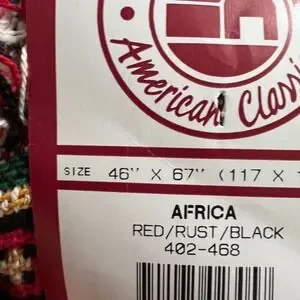 American Classi
SIZE 46" X 67" (117 X 1
AFRICA
RED/RUST/BLACK
402-468